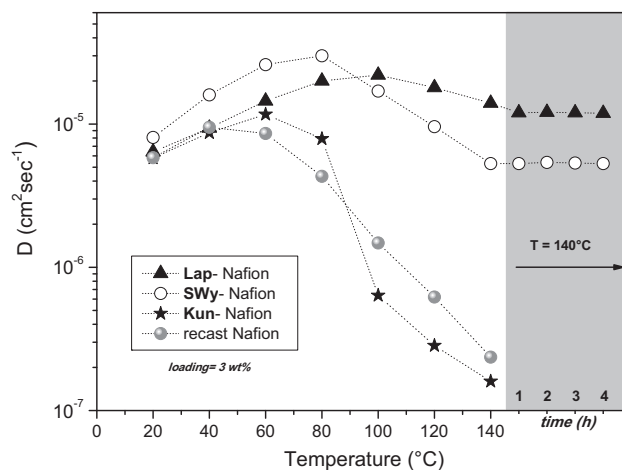 D (cm²sec⁻¹)
10⁻⁵
10⁻⁶
10⁻⁷
T = 140°C
Lap- Nafion
SWy- Nafion
Kun- Nafion
recast Nafion
loading= 3 wt%
1 2 3 4
time (h)
0 20 40 60 80 100 120 140
Temperature (°C)